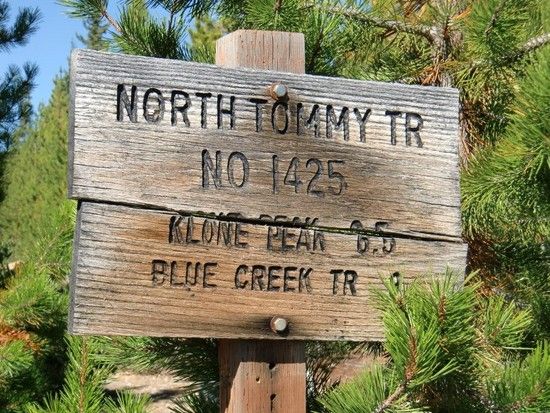 NORTH TOMMY TR
NO 1425
KLONE PEAK 6.5
BLUE CREEK TR